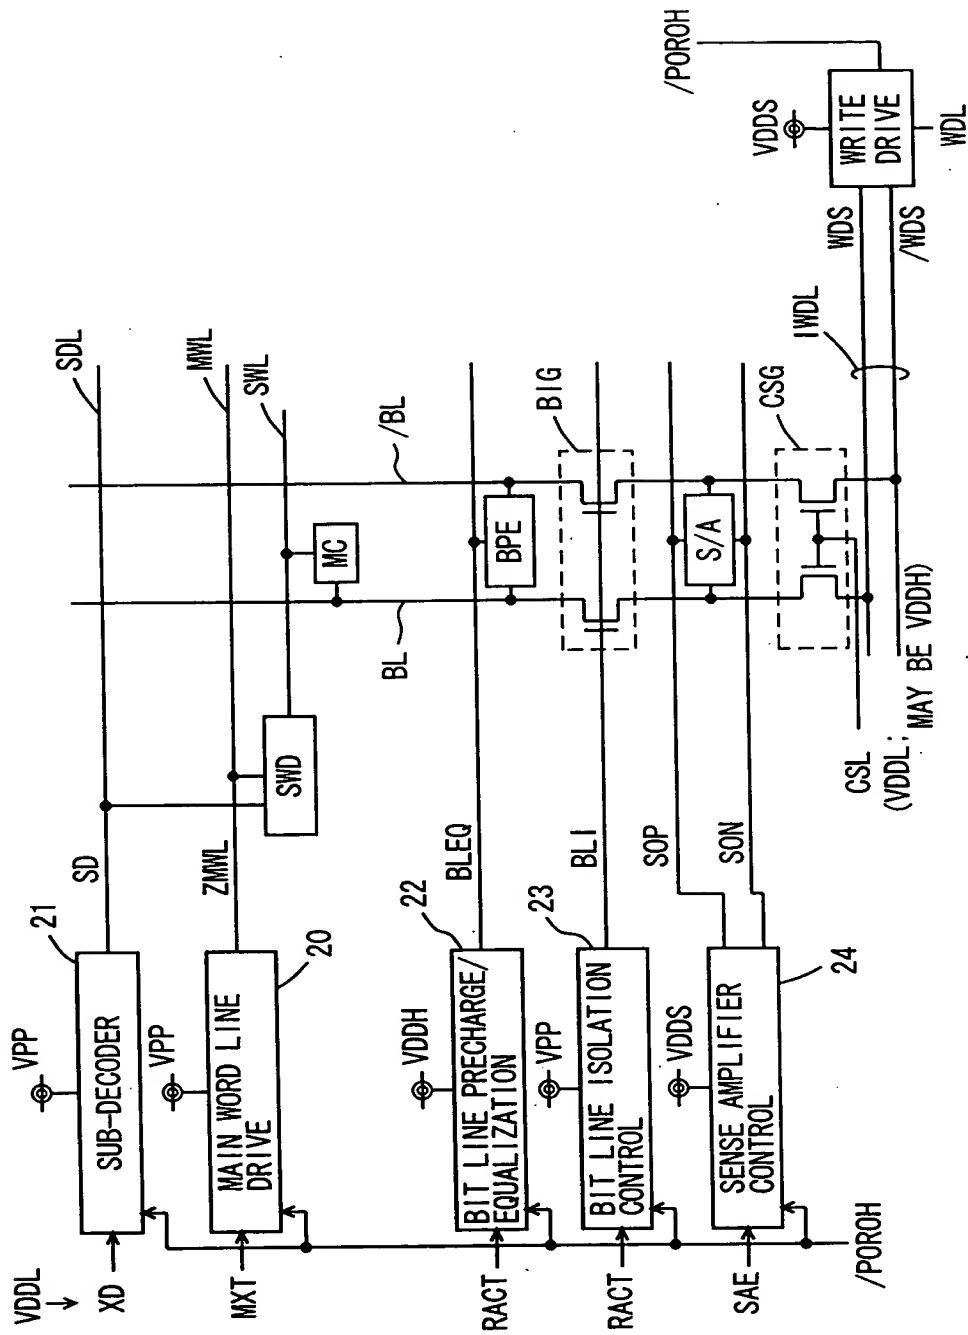 VDDL
XD
VPP
21
SUB-DECODER
SD
SDL
MXT
VPP
MAIN WORD LINE
DRIVE
20
ZMWL
MWL
SWD
SWL
MC
BL
/BL
RACT
VDDH
22
BIT LINE PRECHARGE/
EQUALIZATION
BLEQ
BPE
BIG
RACT
VPP
23
BIT LINE ISOLATION
CONTROL
BLI
SAE
VDDS
SENSE AMPLIFIER
CONTROL
24
SOP
SON
S/A
CSG
/POROH
CSL
(VDDL;
MAY BE VDDH)
IWDL
WDS
/WDS
VDDS
WRITE
DRIVE
WDL
/POROH